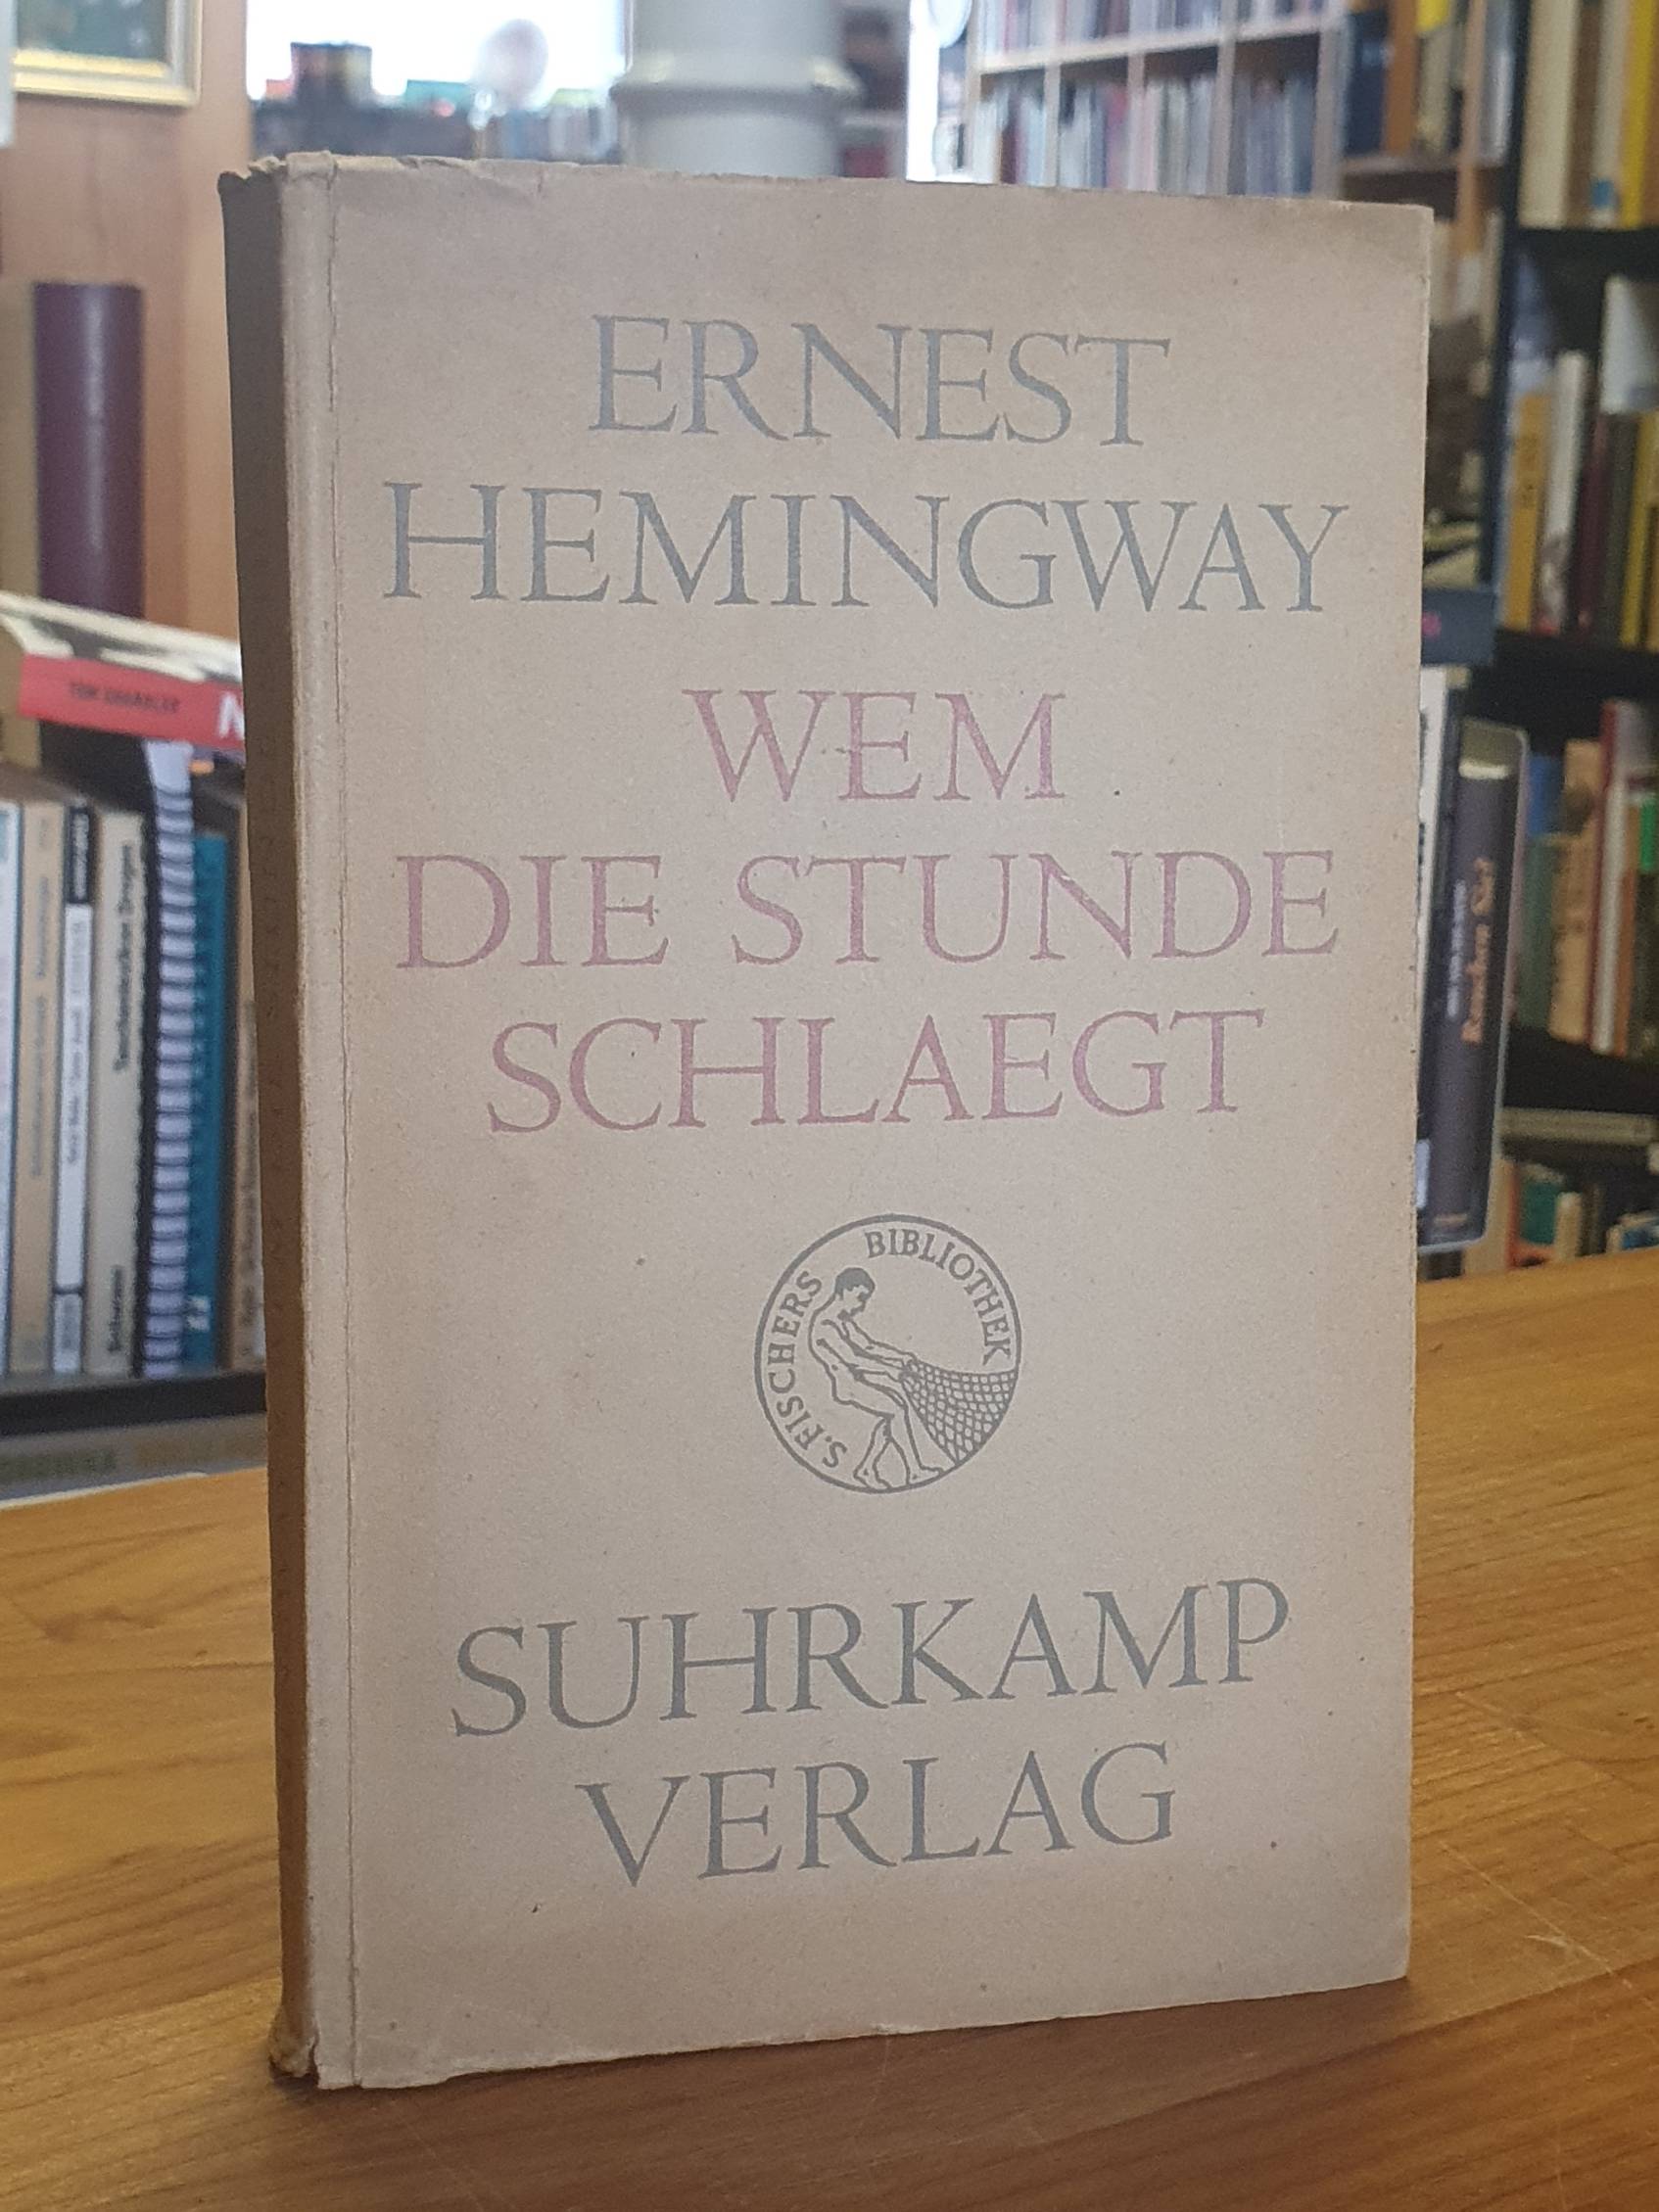 ERNEST
HEMINGWAY
WEM
DIE STUNDE
SCHLAEGT
S. FISCHERS BIBLIOTHEK
SUHRKAMP
VERLAG